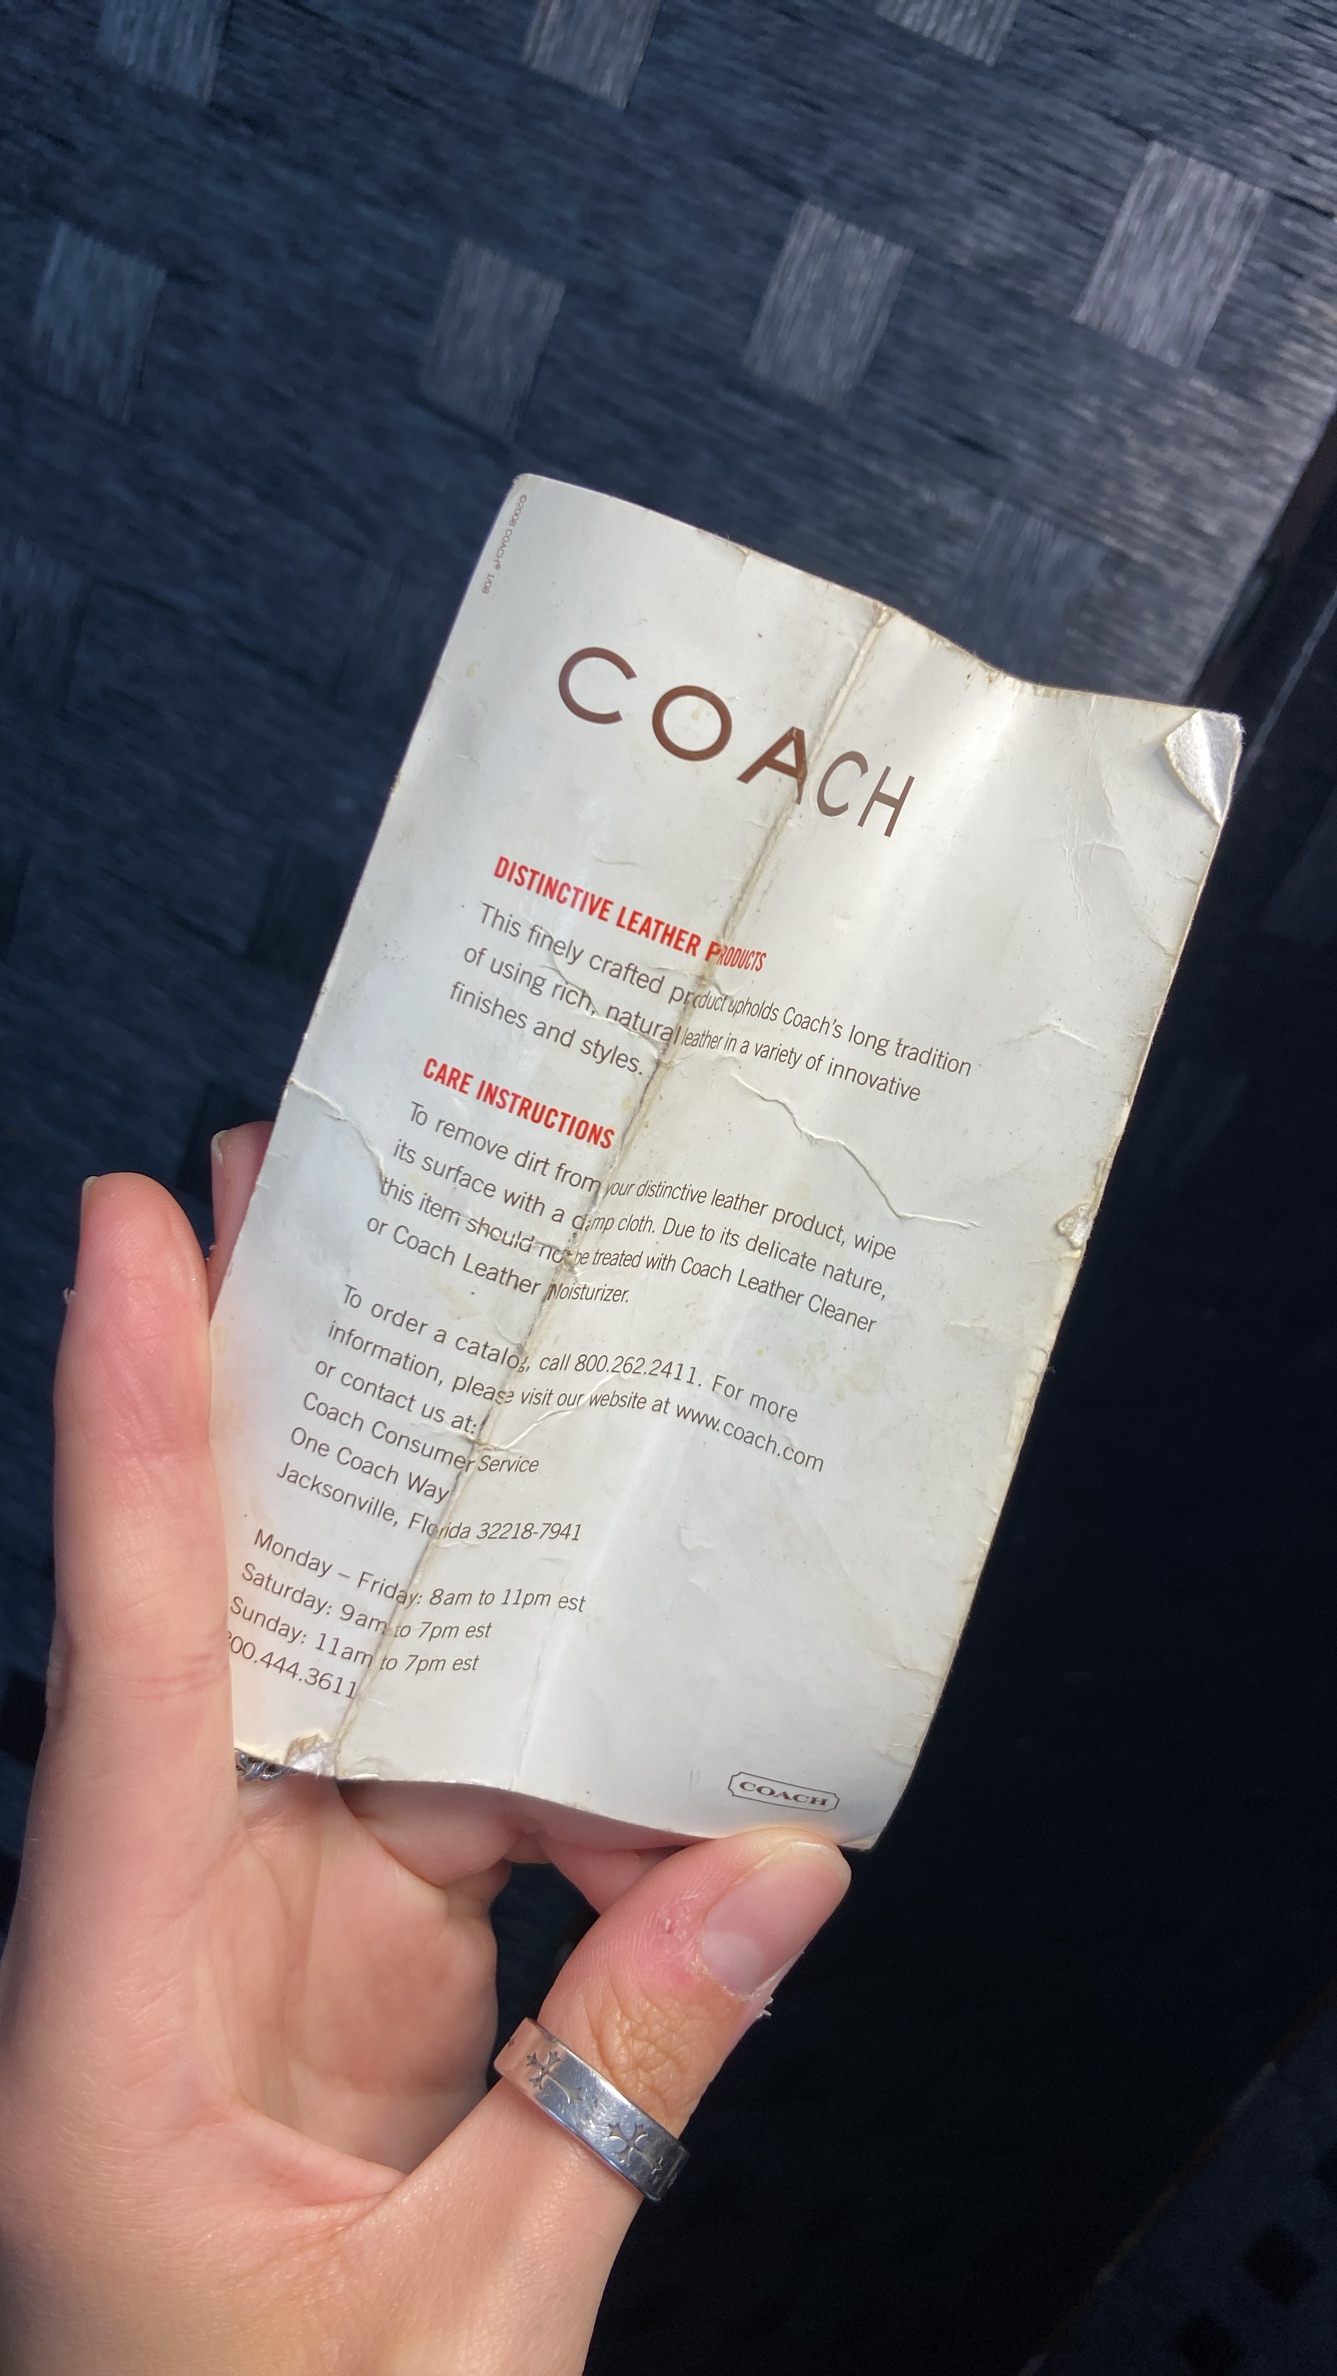 ©2008 COACH® 1/08
COACH
DISTINCTIVE LEATHER PRODUCTS
This finely crafted product upholds Coach's long tradition
of using rich, natural leather in a variety of innovative
finishes and styles.
CARE INSTRUCTIONS
To remove dirt from your distinctive leather product, wipe
its surface with a damp cloth. Due to its delicate nature,
this item should not be treated with Coach Leather Cleaner
or Coach Leather Moisturizer.
To order a catalog, call 800.262.2411. For more
information, please visit our website at www.coach.com
or contact us at:
Coach Consumer Service
One Coach Way
Jacksonville, Florida 32218-7941
Monday – Friday: 8am to 11pm est
Saturday: 9am to 7pm est
Sunday: 11am to 7pm est
800.444.3611
COACH